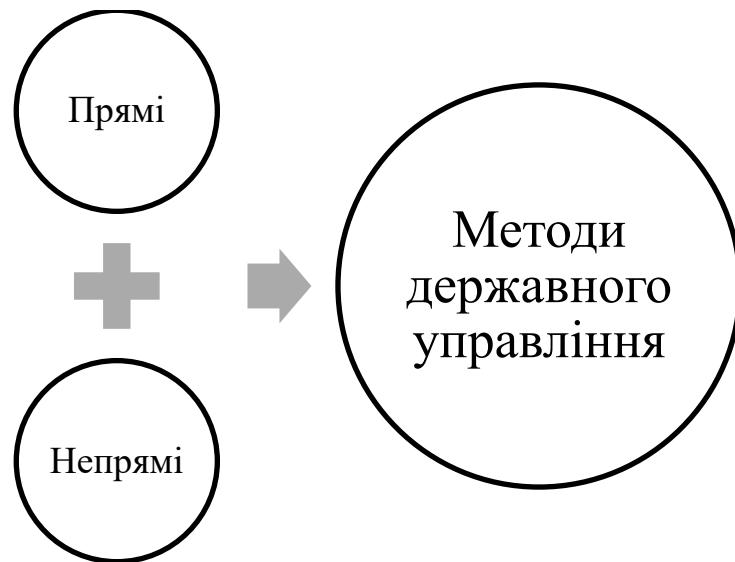 Прямі
Непрямі
Методи
державного
управління